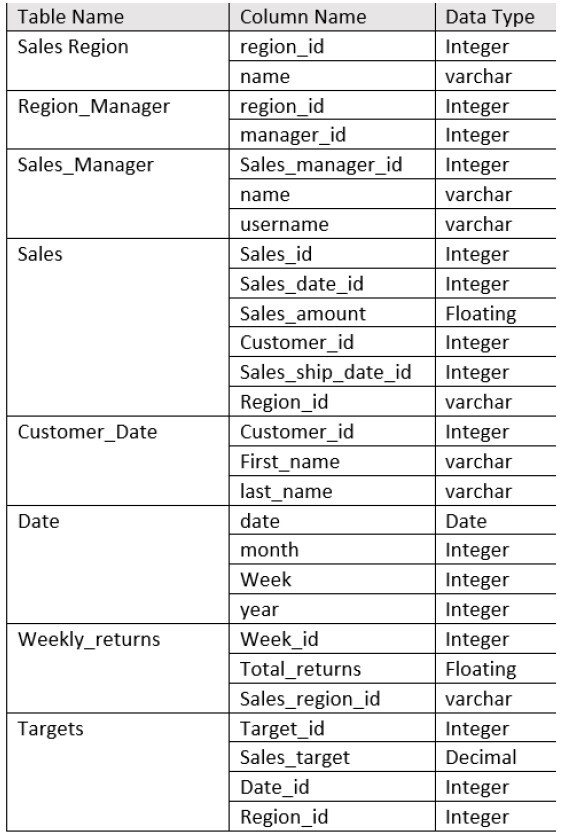 Table Name Column Name Data Type
Sales Region region_id Integer
name varchar
Region_Manager region_id Integer
manager_id Integer
Sales_Manager Sales_manager_id Integer
name varchar
username varchar
Sales Sales_id Integer
Sales_date_id Integer
Sales_amount Floating
Customer_id Integer
Sales_ship_date_id Integer
Region_id varchar
Customer_Date Customer_id Integer
First_name varchar
last_name varchar
Date date Date
month Integer
Week Integer
year Integer
Weekly_returns Week_id Integer
Total_returns Floating
Sales_region_id varchar
Targets Target_id Integer
Sales_target Decimal
Date_id Integer
Region_id Integer